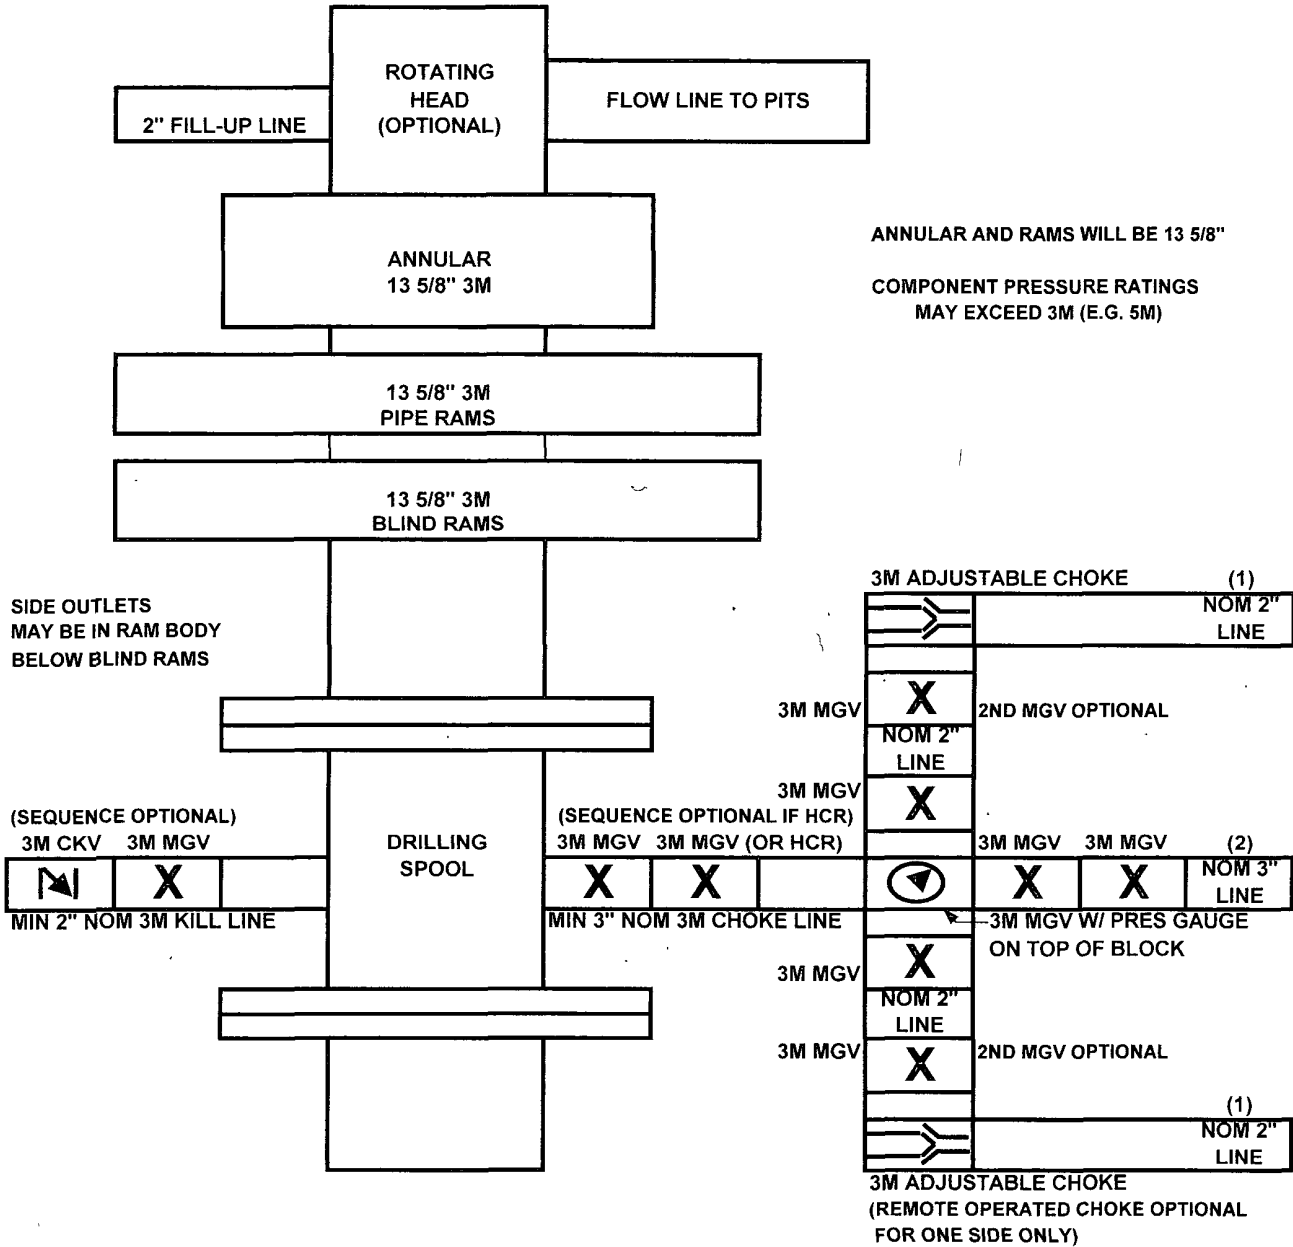 ROTATING
HEAD
(OPTIONAL)
2" FILL-UP LINE
FLOW LINE TO PITS
ANNULAR
13 5/8" 3M
ANNULAR AND RAMS WILL BE 13 5/8"
COMPONENT PRESSURE RATINGS
MAY EXCEED 3M (E.G. 5M)
13 5/8" 3M
PIPE RAMS
13 5/8" 3M
BLIND RAMS
SIDE OUTLETS
MAY BE IN RAM BODY
BELOW BLIND RAMS
3M ADJUSTABLE CHOKE (1)
NOM 2"
LINE
3M MGV
X
2ND MGV OPTIONAL
NOM 2"
LINE
3M MGV
X
(SEQUENCE OPTIONAL)
3M CKV 3M MGV
X
MIN 2" NOM 3M KILL LINE
DRILLING
SPOOL
(SEQUENCE OPTIONAL IF HCR)
3M MGV 3M MGV (OR HCR)
X X
MIN 3" NOM 3M CHOKE LINE
3M MGV 3M MGV (2)
X X
NOM 3"
LINE
3M MGV W/ PRES GAUGE
ON TOP OF BLOCK
3M MGV
X
NOM 2"
LINE
3M MGV
X
2ND MGV OPTIONAL
(1)
NOM 2"
LINE
3M ADJUSTABLE CHOKE
(REMOTE OPERATED CHOKE OPTIONAL
FOR ONE SIDE ONLY)